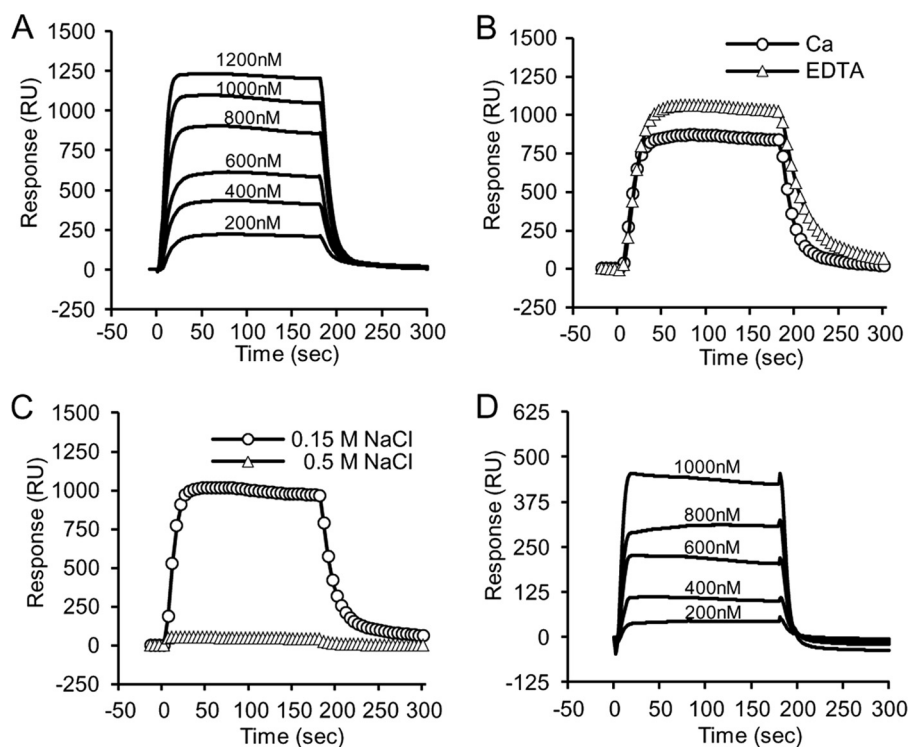 A
Response (RU)
1500
1250
1000
750
500
250
0
-250
1200nM
1000nM
800nM
600nM
400nM
200nM
-50 0 50 100 150 200 250 300
Time (sec)
B
Response (RU)
1500
1250
1000
750
500
250
0
-250
Ca
EDTA
-50 0 50 100 150 200 250 300
Time (sec)
C
Response (RU)
1500
1250
1000
750
500
250
0
-250
0.15 M NaCl
0.5 M NaCl
-50 0 50 100 150 200 250 300
Time (sec)
D
Response (RU)
625
500
375
250
125
0
-125
1000nM
800nM
600nM
400nM
200nM
-50 0 50 100 150 200 250 300
Time (sec)